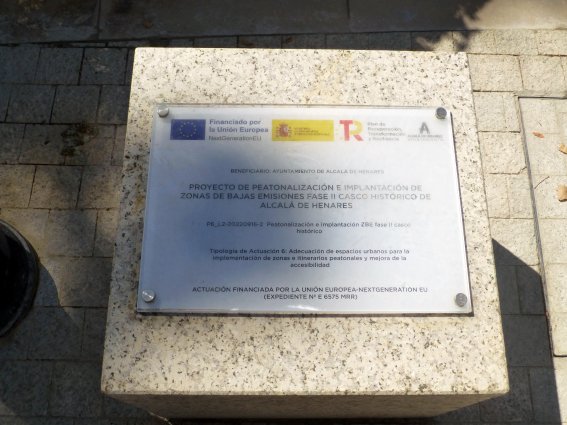 Financiado por
la Unión Europea
NextGenerationEU
Plan de
Recuperación,
Transformación
y Resiliencia
BENEFICIARIO: AYUNTAMIENTO DE ALCALÁ DE HENARES
PROYECTO DE PEATONALIZACIÓN E IMPLANTACIÓN DE
ZONAS DE BAJAS EMISIONES FASE II CASCO HISTÓRICO DE
ALCALÁ DE HENARES
P6_L2-20220915-2 Peatonalización e Implantación ZBE fase II casco
histórico
Tipología de Actuación 6: Adecuación de espacios urbanos para la
implementación de zonas e itinerarios peatonales y mejora de la
accesibilidad
ACTUACIÓN FINANCIADA POR LA UNIÓN EUROPEA-NEXTGENERATION EU
(EXPEDIENTE Nº E 6575 MRR)